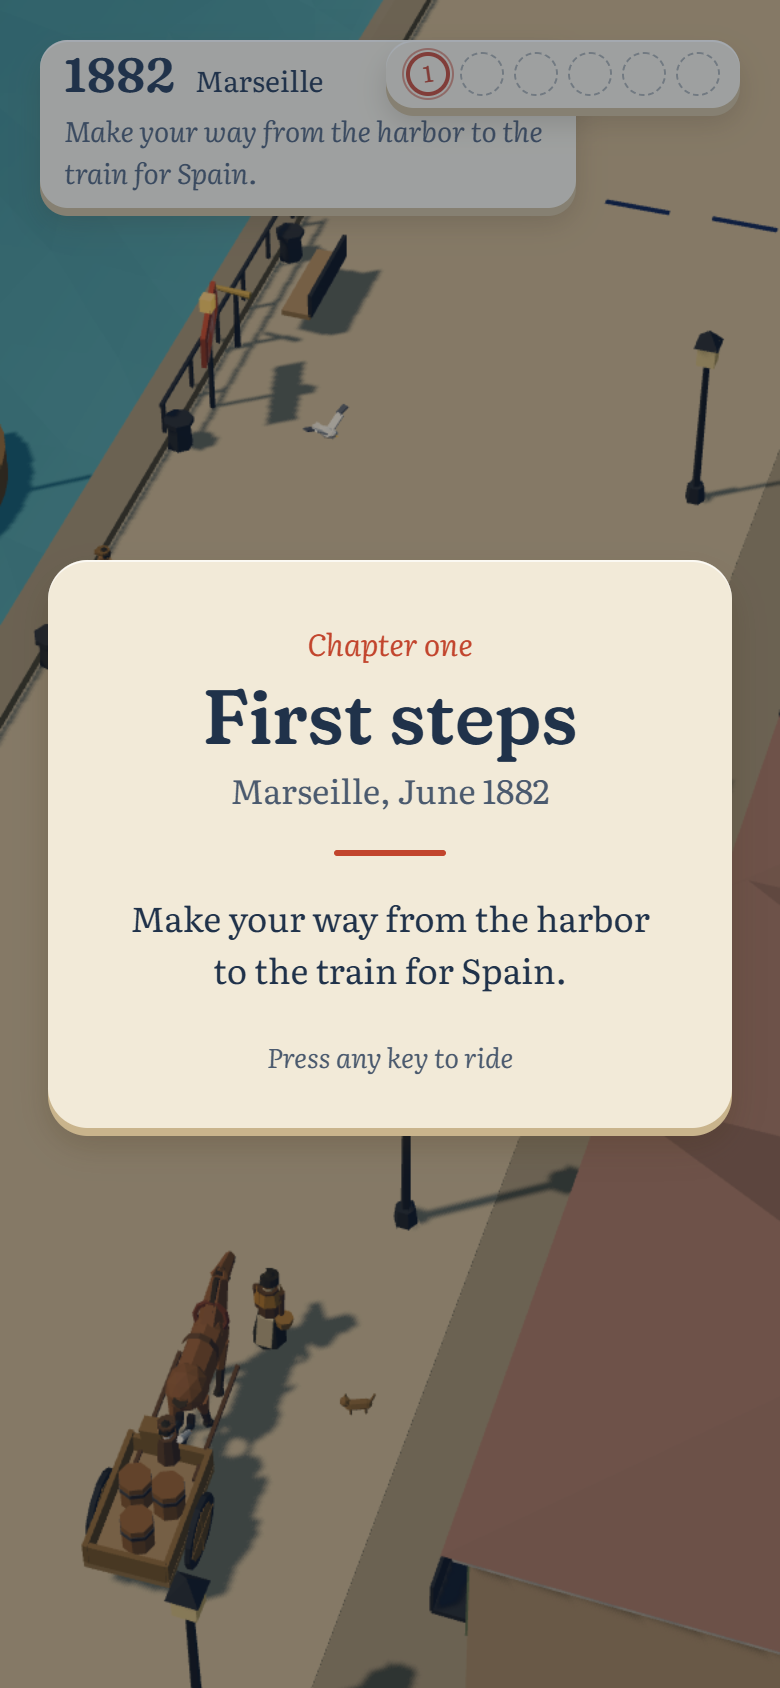 1882 Marseille
1
Make your way from the harbor to the
train for Spain.
Chapter one
First steps
Marseille, June 1882
Make your way from the harbor
to the train for Spain.
Press any key to ride